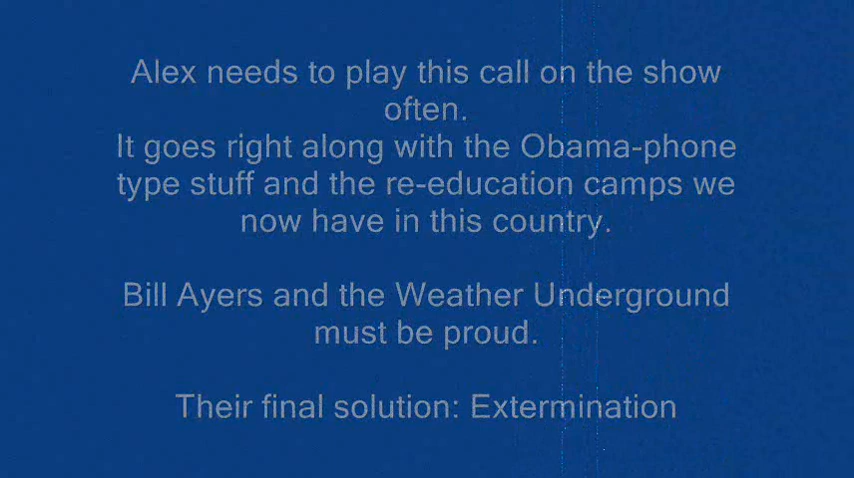 Alex needs to play this call on the show
often.
It goes right along with the Obama-phone
type stuff and the re-education camps we
now have in this country.
Bill Ayers and the Weather Underground
must be proud.
Their final solution: Extermination